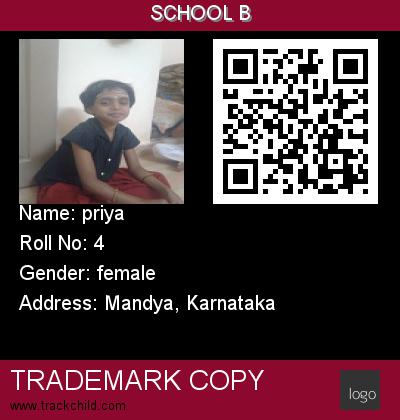 SCHOOL B
Name: priya
Roll No: 4
Gender: female
Address: Mandya, Karnataka
TRADEMARK COPY
www.trackchild.com
logo